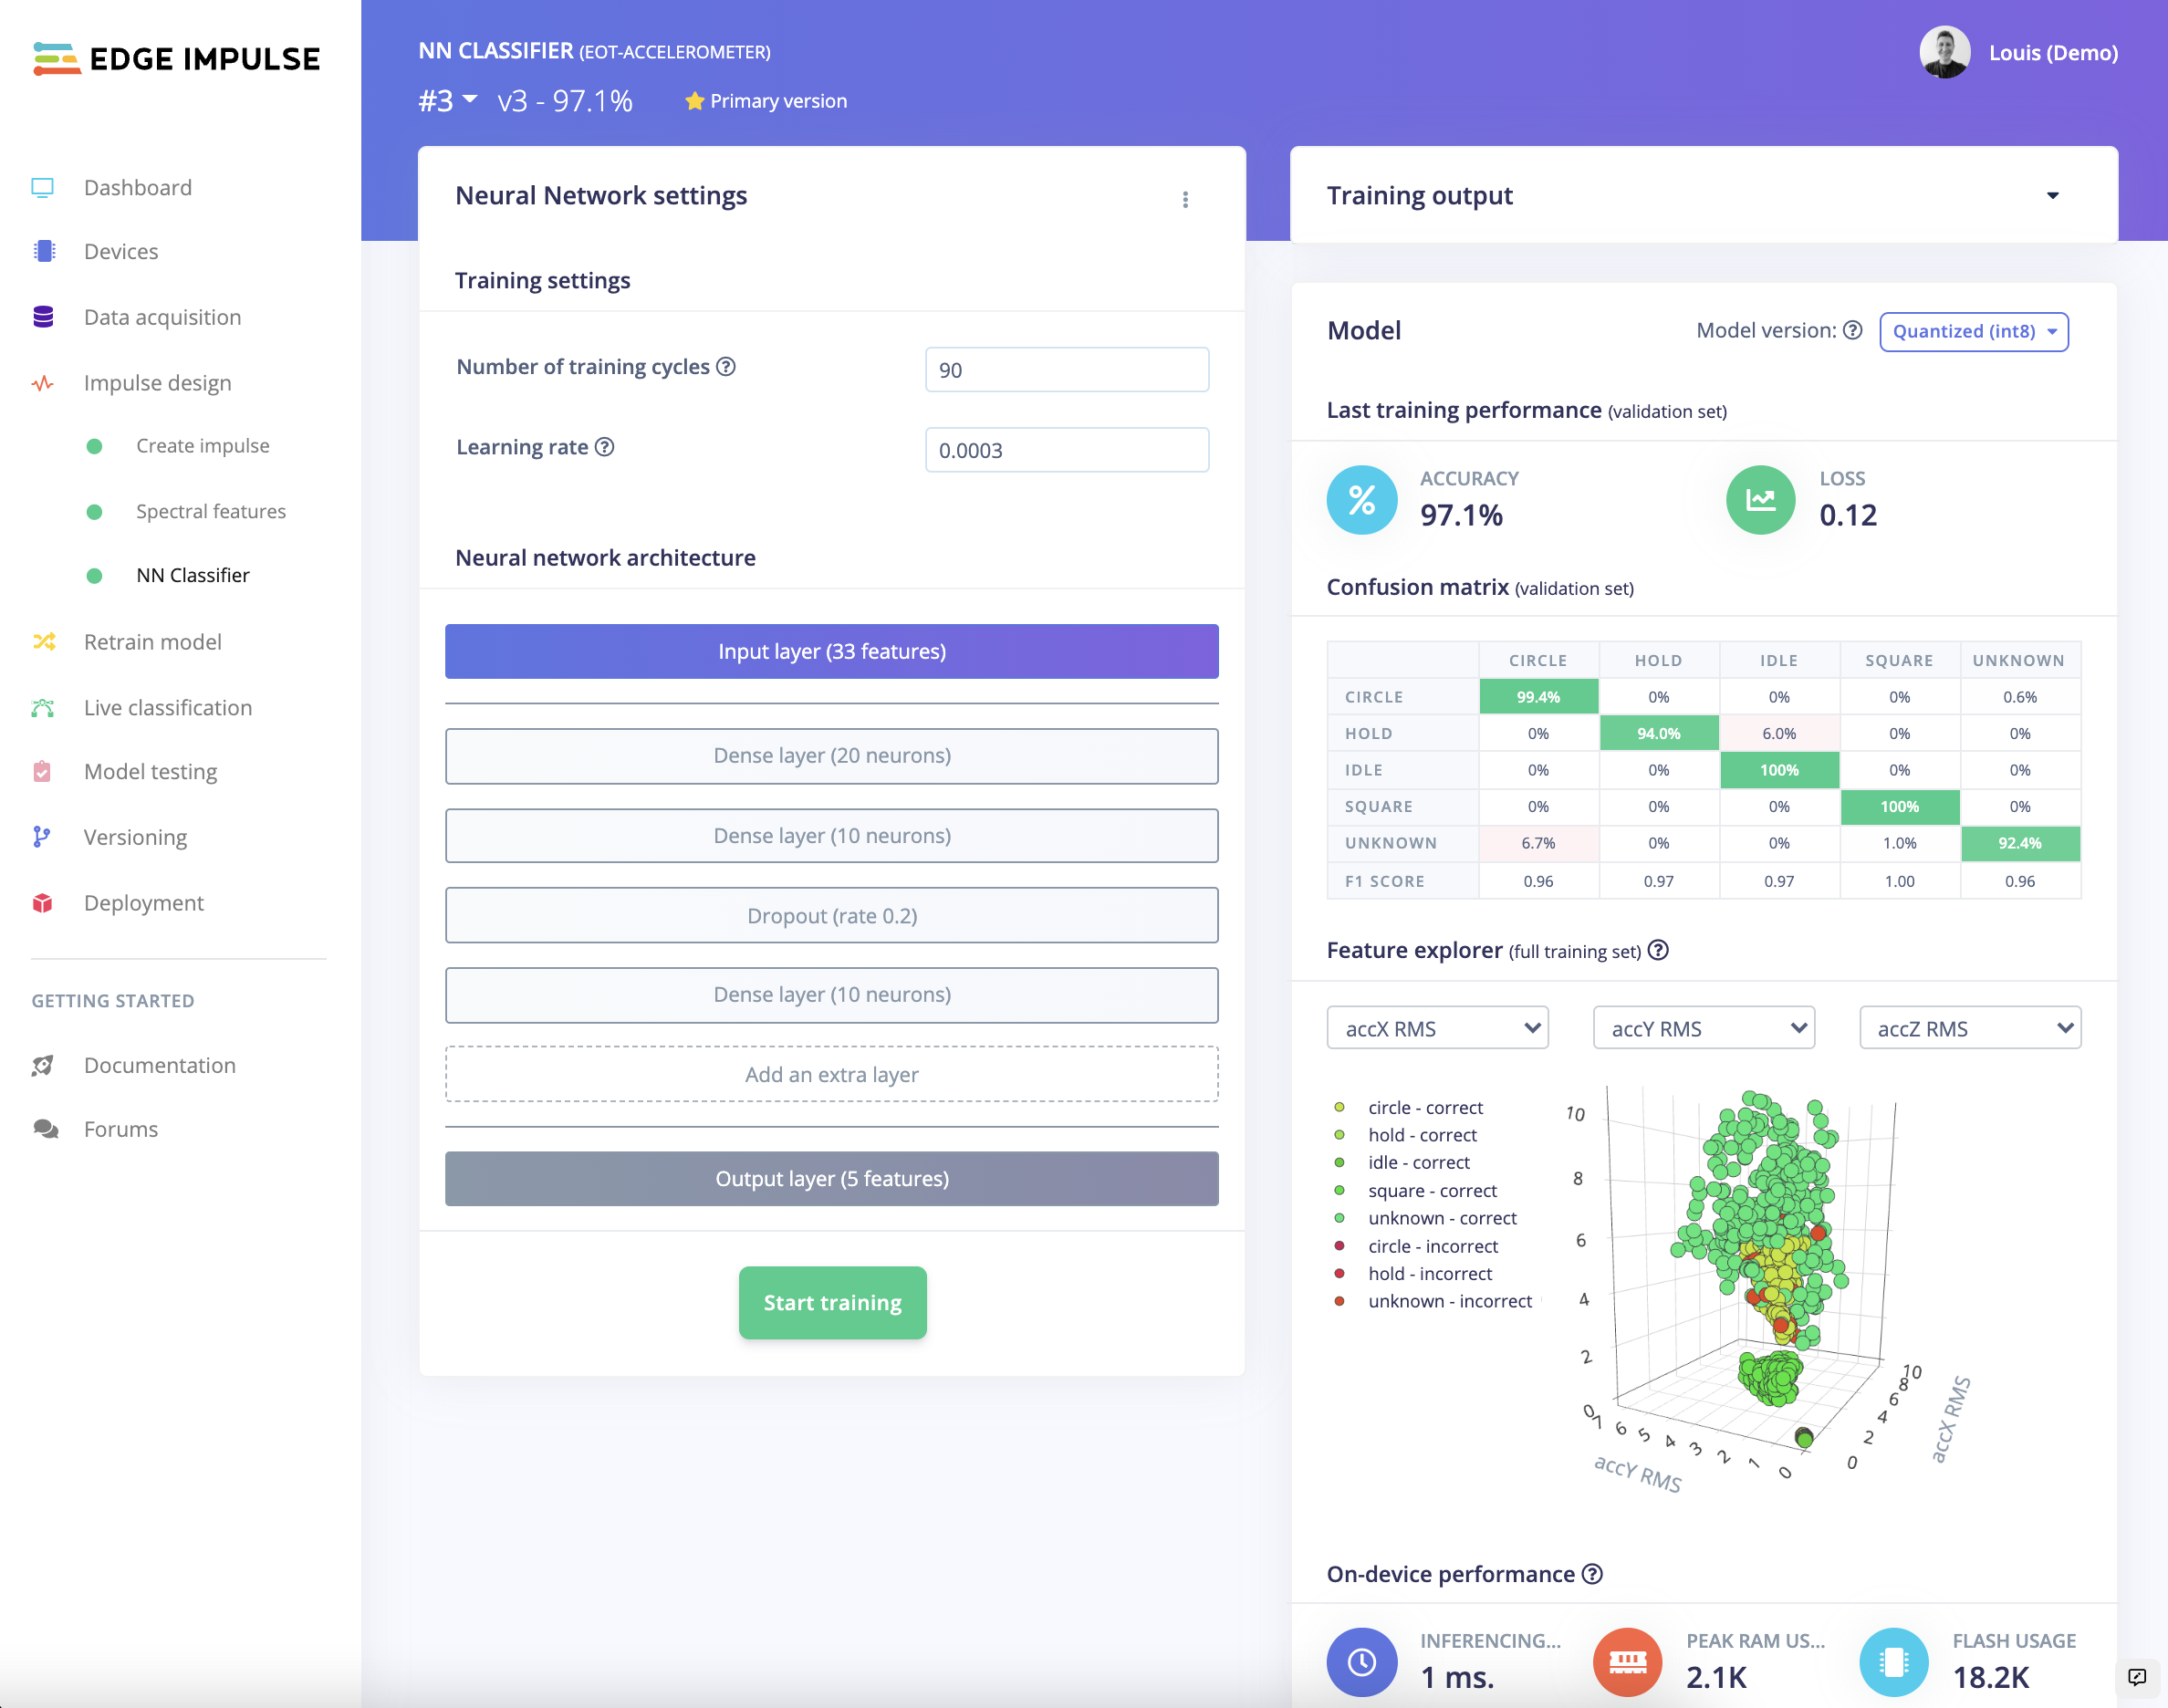 EDGE IMPULSE
Dashboard
Devices
Data acquisition
Impulse design
Create impulse
Spectral features
NN Classifier
Retrain model
Live classification
Model testing
Versioning
Deployment
GETTING STARTED
Documentation
Forums
NN CLASSIFIER (EOT-ACCELEROMETER)
#3 v3 - 97.1% Primary version
Louis (Demo)
Neural Network settings
Training settings
Number of training cycles ? 90
Learning rate ? 0.0003
Neural network architecture
Input layer (33 features)
Dense layer (20 neurons)
Dense layer (10 neurons)
Dropout (rate 0.2)
Dense layer (10 neurons)
Add an extra layer
Output layer (5 features)
Start training
Training output
Model Model version: ? Quantized (int8)
Last training performance (validation set)
% ACCURACY
97.1%
LOSS
0.12
Confusion matrix (validation set)
CIRCLE HOLD IDLE SQUARE UNKNOWN
CIRCLE 99.4% 0% 0% 0% 0.6%
HOLD 0% 94.0% 6.0% 0% 0%
IDLE 0% 0% 100% 0% 0%
SQUARE 0% 0% 0% 100% 0%
UNKNOWN 6.7% 0% 0% 1.0% 92.4%
F1 SCORE 0.96 0.97 0.97 1.00 0.96
Feature explorer (full training set) ?
accX RMS accY RMS accZ RMS
circle - correct
hold - correct
idle - correct
square - correct
unknown - correct
circle - incorrect
hold - incorrect
unknown - incorrect
10
8
6
4
2
0
7 6 5 4 3 2 1 0
accY RMS
0 2 4 6 8 10
accX RMS
On-device performance ?
INFERENCING...
1 ms.
PEAK RAM US...
2.1K
FLASH USAGE
18.2K